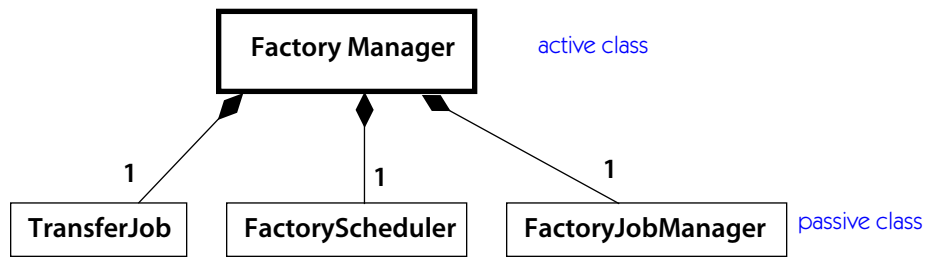 Factory Manager
active class
1
1
1
TransferJob
FactoryScheduler
FactoryJobManager
passive class